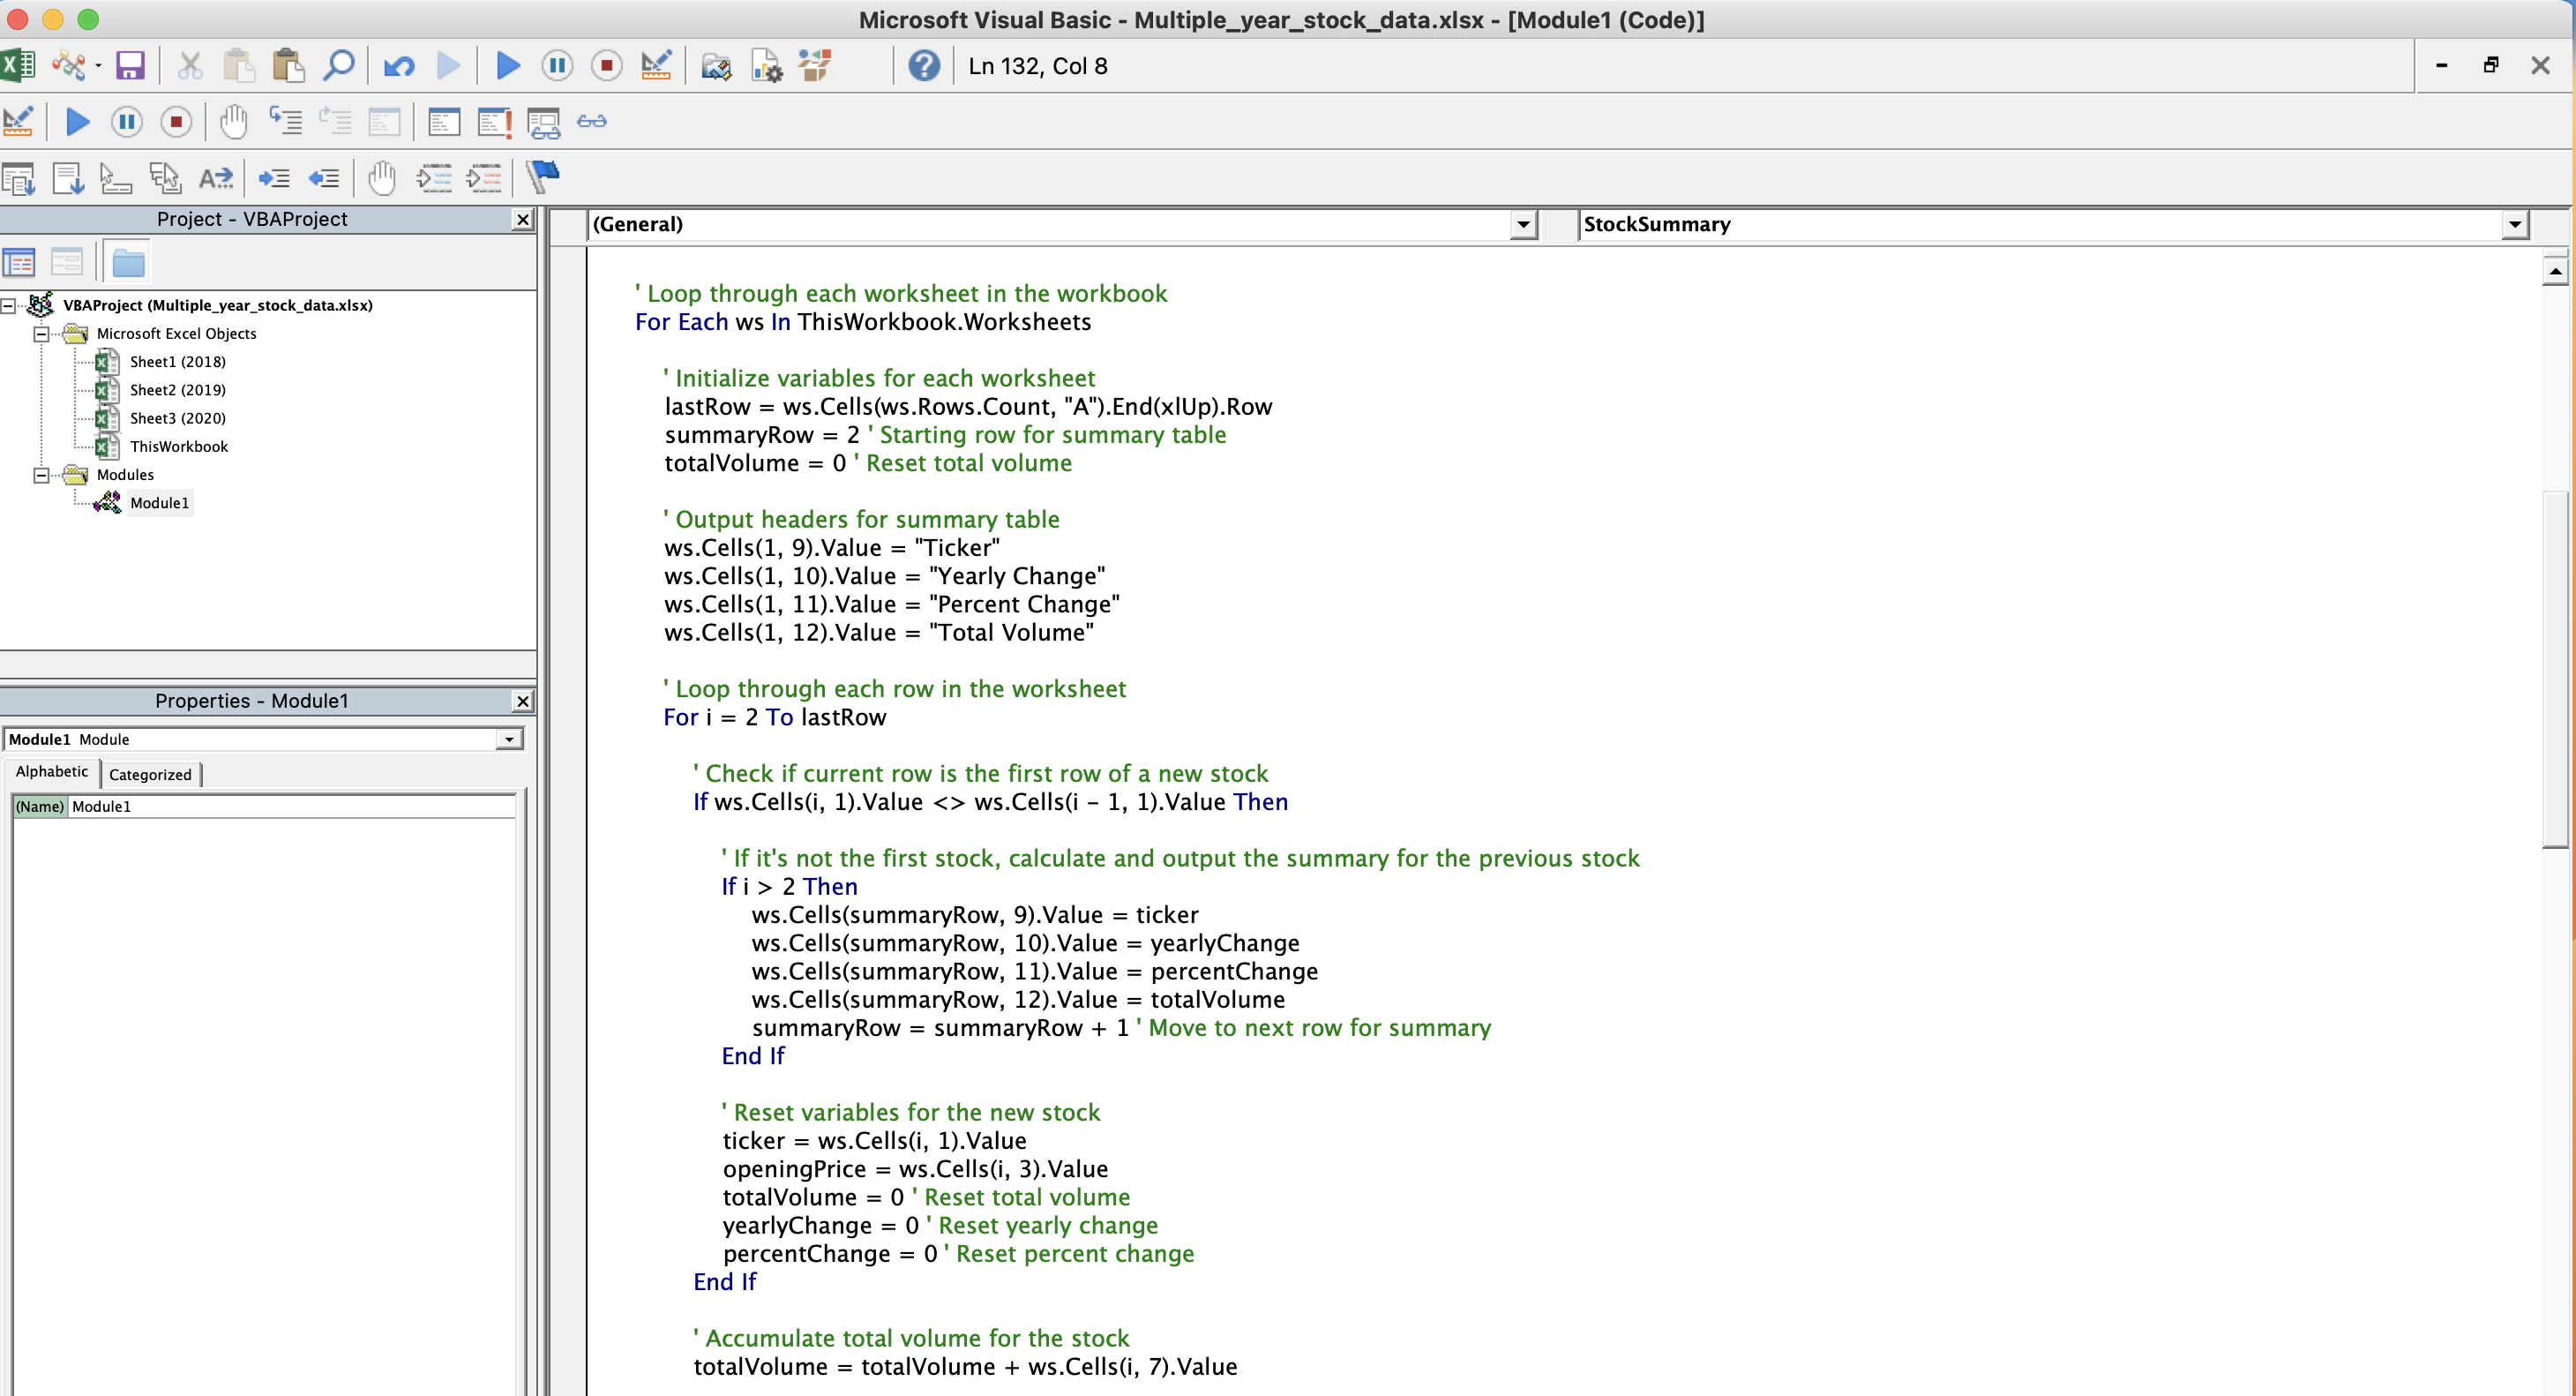 Microsoft Visual Basic - Multiple_year_stock_data.xlsx - [Module1 (Code)]
Ln 132, Col 8
Project - VBAProject
VBAProject (Multiple_year_stock_data.xlsx)
Microsoft Excel Objects
Sheet1 (2018)
Sheet2 (2019)
Sheet3 (2020)
ThisWorkbook
Modules
Module1
Properties - Module1
Module1 Module
Alphabetic Categorized
(Name) Module1
(General) StockSummary
' Loop through each worksheet in the workbook
For Each ws In ThisWorkbook.Worksheets
' Initialize variables for each worksheet
lastRow = ws.Cells(ws.Rows.Count, "A").End(xlUp).Row
summaryRow = 2 ' Starting row for summary table
totalVolume = 0 ' Reset total volume
' Output headers for summary table
ws.Cells(1, 9).Value = "Ticker"
ws.Cells(1, 10).Value = "Yearly Change"
ws.Cells(1, 11).Value = "Percent Change"
ws.Cells(1, 12).Value = "Total Volume"
' Loop through each row in the worksheet
For i = 2 To lastRow
' Check if current row is the first row of a new stock
If ws.Cells(i, 1).Value <> ws.Cells(i - 1, 1).Value Then
' If it's not the first stock, calculate and output the summary for the previous stock
If i > 2 Then
ws.Cells(summaryRow, 9).Value = ticker
ws.Cells(summaryRow, 10).Value = yearlyChange
ws.Cells(summaryRow, 11).Value = percentChange
ws.Cells(summaryRow, 12).Value = totalVolume
summaryRow = summaryRow + 1 ' Move to next row for summary
End If
' Reset variables for the new stock
ticker = ws.Cells(i, 1).Value
openingPrice = ws.Cells(i, 3).Value
totalVolume = 0 ' Reset total volume
yearlyChange = 0 ' Reset yearly change
percentChange = 0 ' Reset percent change
End If
' Accumulate total volume for the stock
totalVolume = totalVolume + ws.Cells(i, 7).Value